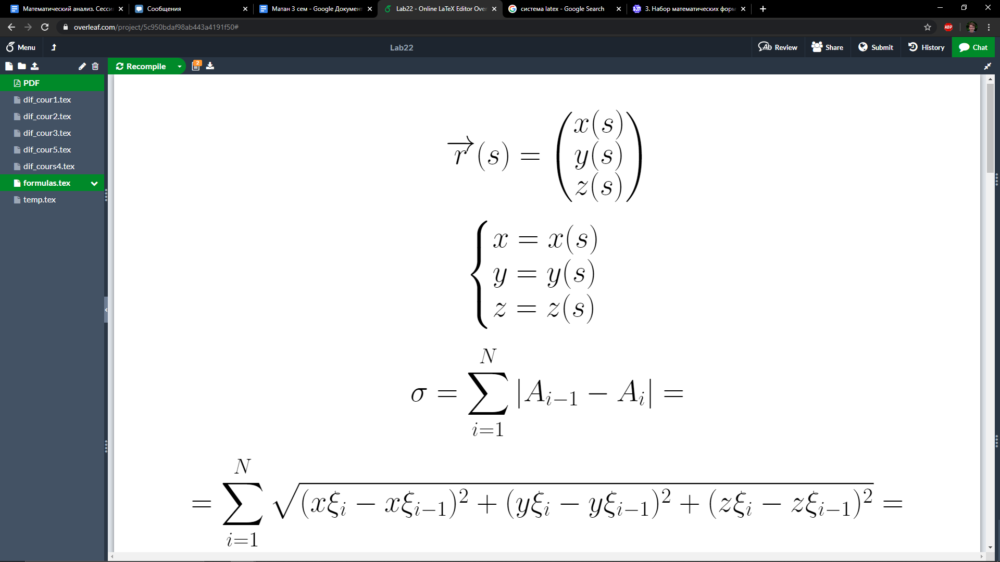 Математический анализ. Сесси
Сообщения
Матан 3 сем - Google Документ
Lab22 - Online LaTeX Editor Over
система latex - Google Search
3. Набор математических форм
overleaf.com/project/5c950bdaf98ab443a4191f50#
ABP
Menu
Lab22
Ab Review
Share
Submit
History
Chat
Recompile
2
PDF
dif_cour1.tex
dif_cour2.tex
dif_cour3.tex
dif_cour5.tex
dif_cours4.tex
formulas.tex
temp.tex
\overrightarrow{r}(s) = \begin{pmatrix} x(s) \\ y(s) \\ z(s) \end{pmatrix}
\begin{cases} x = x(s) \\ y = y(s) \\ z = z(s) \end{cases}
\sigma = \sum_{i=1}^{N} |A_{i-1} - A_i| =
= \sum_{i=1}^{N} \sqrt{(x\xi_i - x\xi_{i-1})^2 + (y\xi_i - y\xi_{i-1})^2 + (z\xi_i - z\xi_{i-1})^2} =